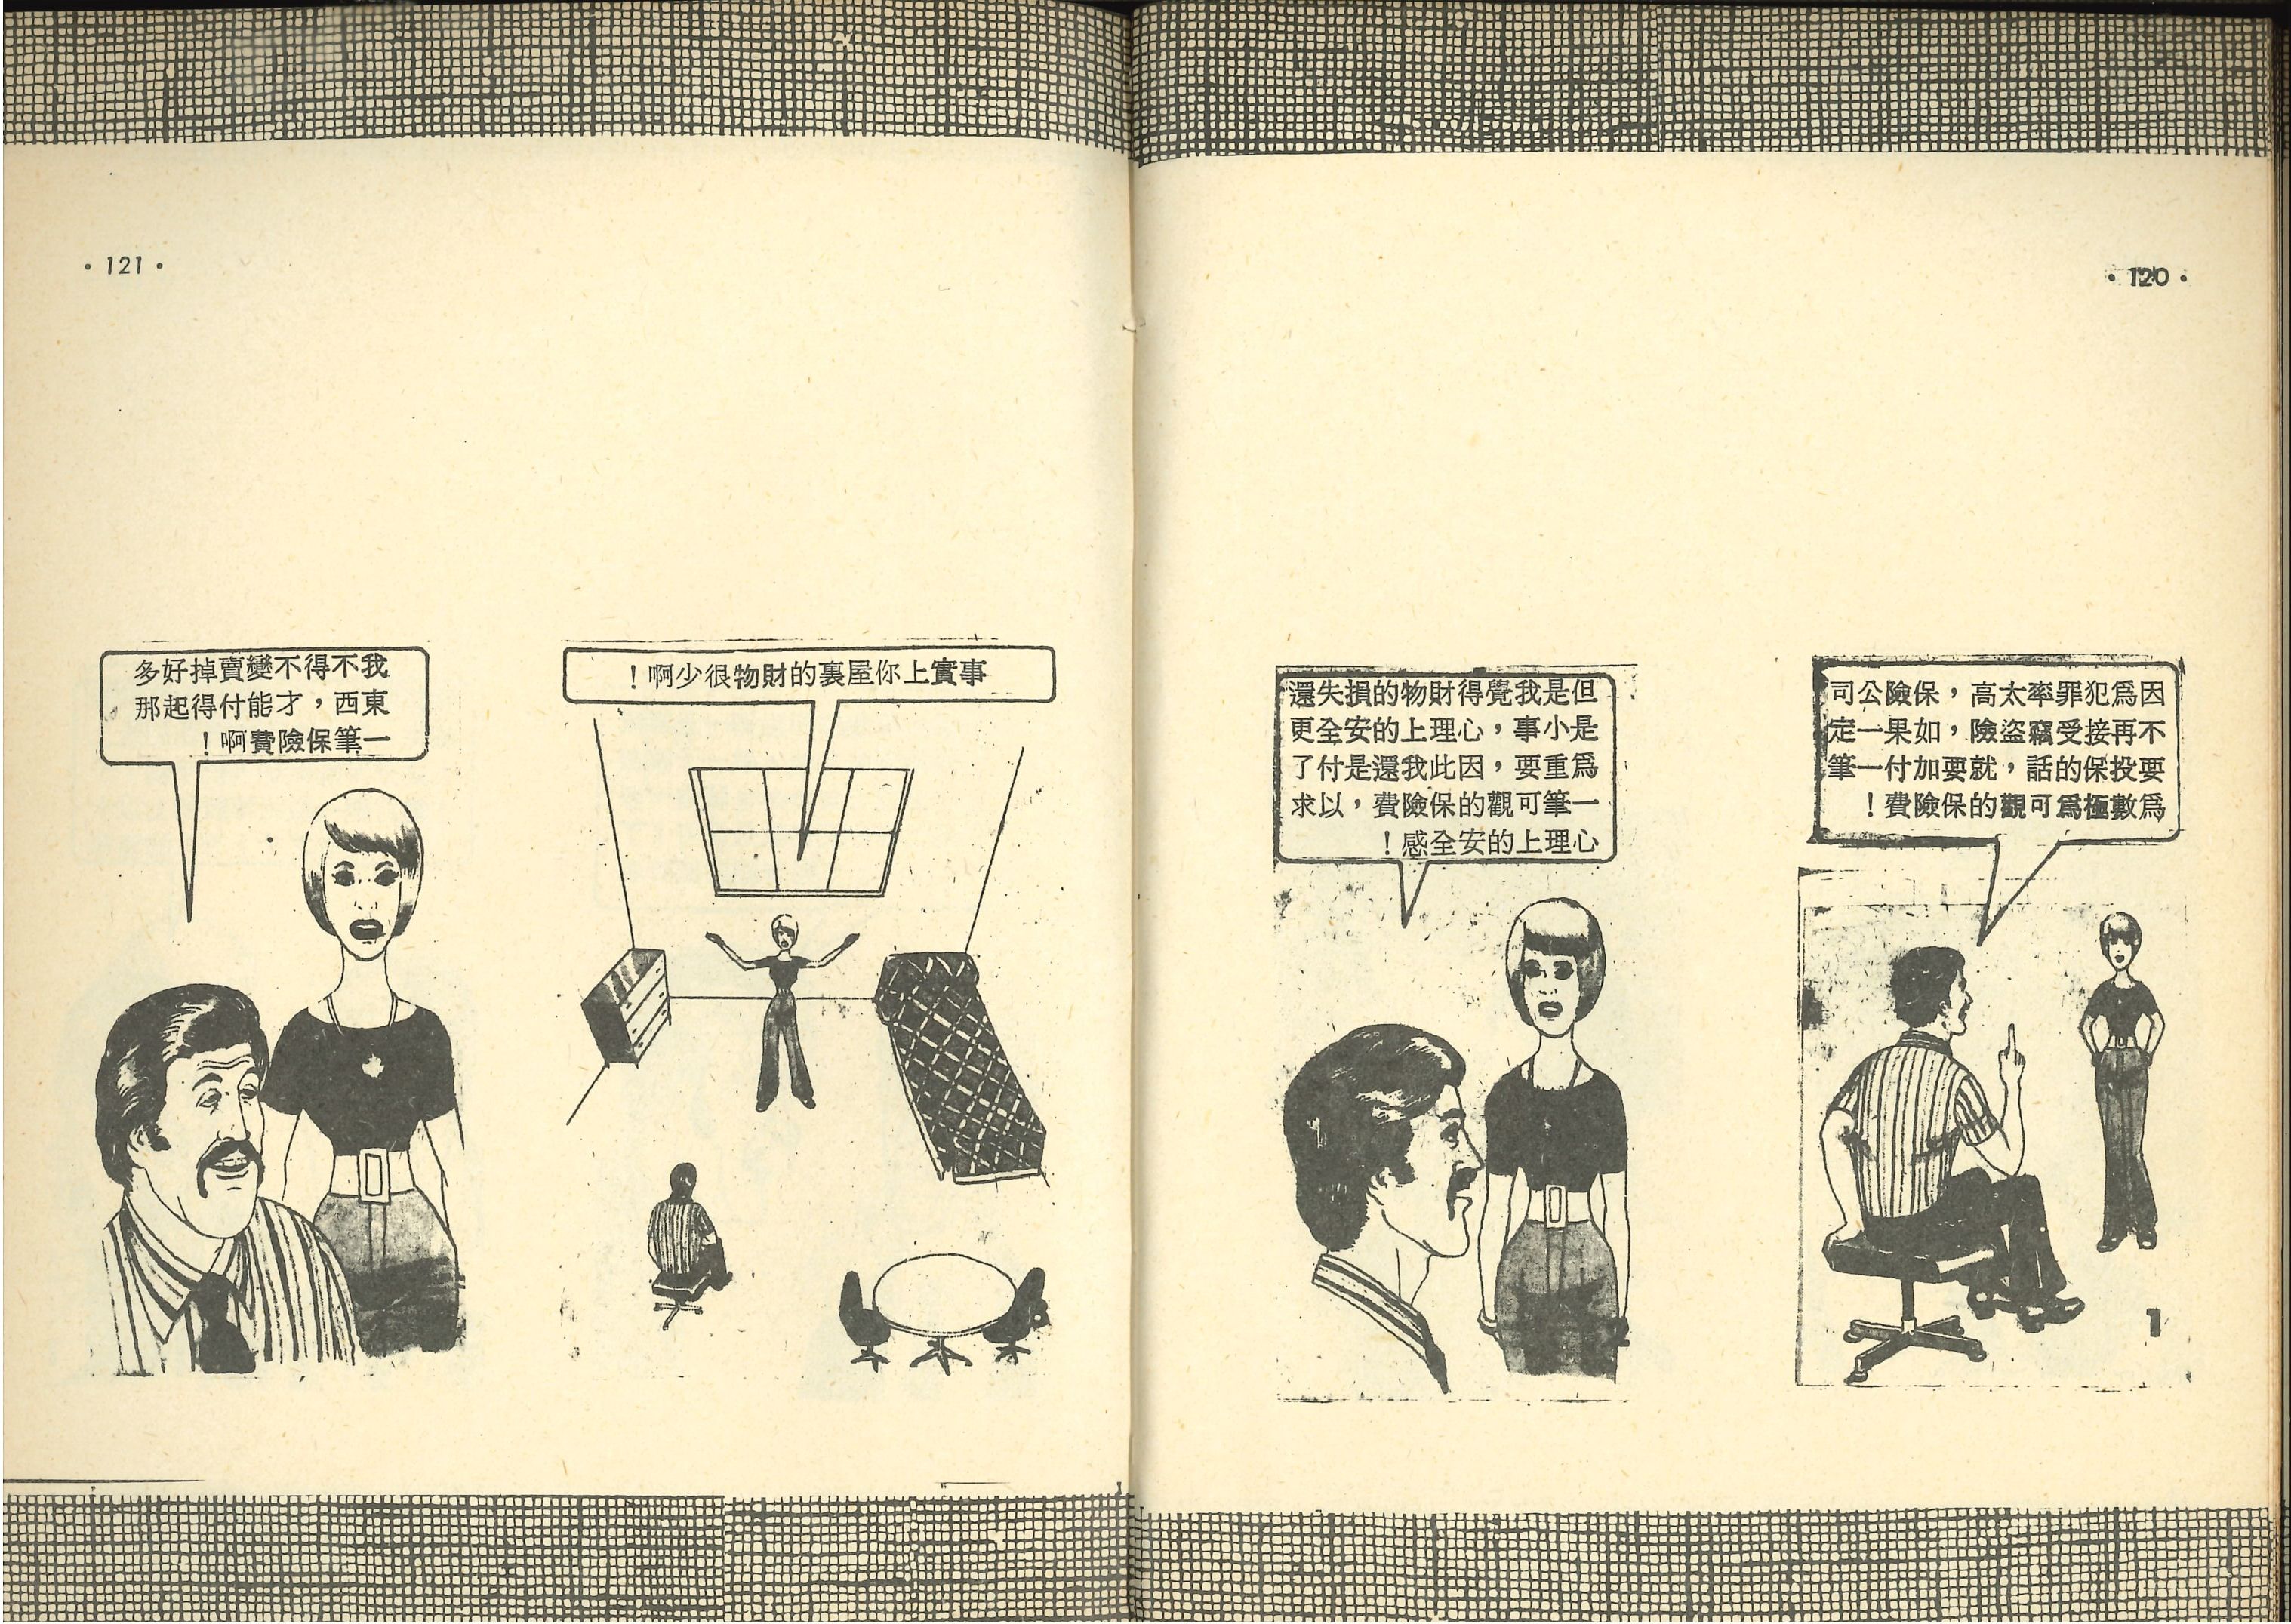 ·120·
因爲犯罪率太高，保險公司
不再接受竊盜險，如果一定
要投保的話，就要加付一筆
爲數極爲可觀的保險費！
1
但是我覺得財物的損失還
是小事，心理上的安全更
爲重要，因此我還是付了
一筆可觀的保險費，以求
心理上的安全感！
·121·
事實上你屋裏的財物很少啊！
我不得不變賣掉好多
東西，才能付得起那
一筆保險費啊！